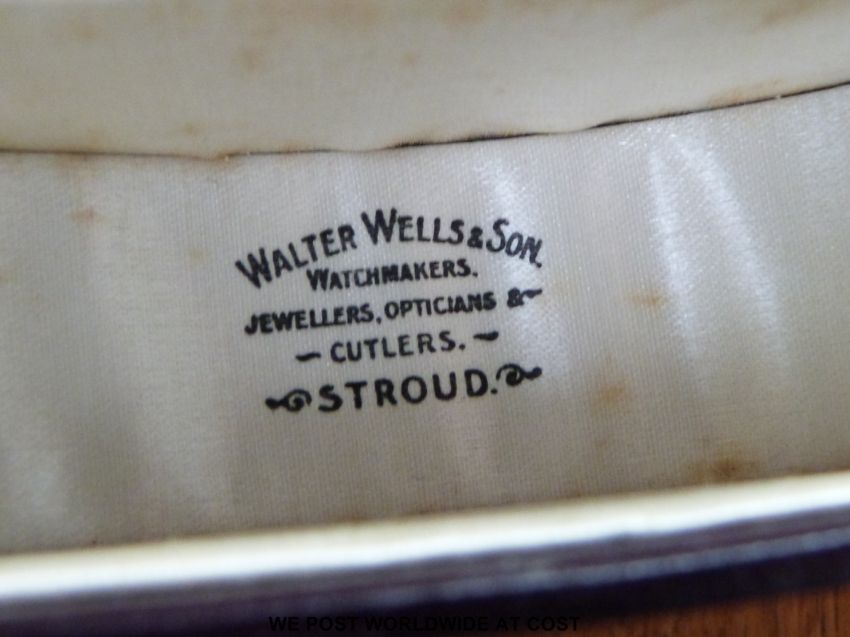 WALTER WELLS & SON.
WATCHMAKERS.
JEWELLERS, OPTICIANS &
CUTLERS.
STROUD.
WE POST WORLDWIDE AT COST